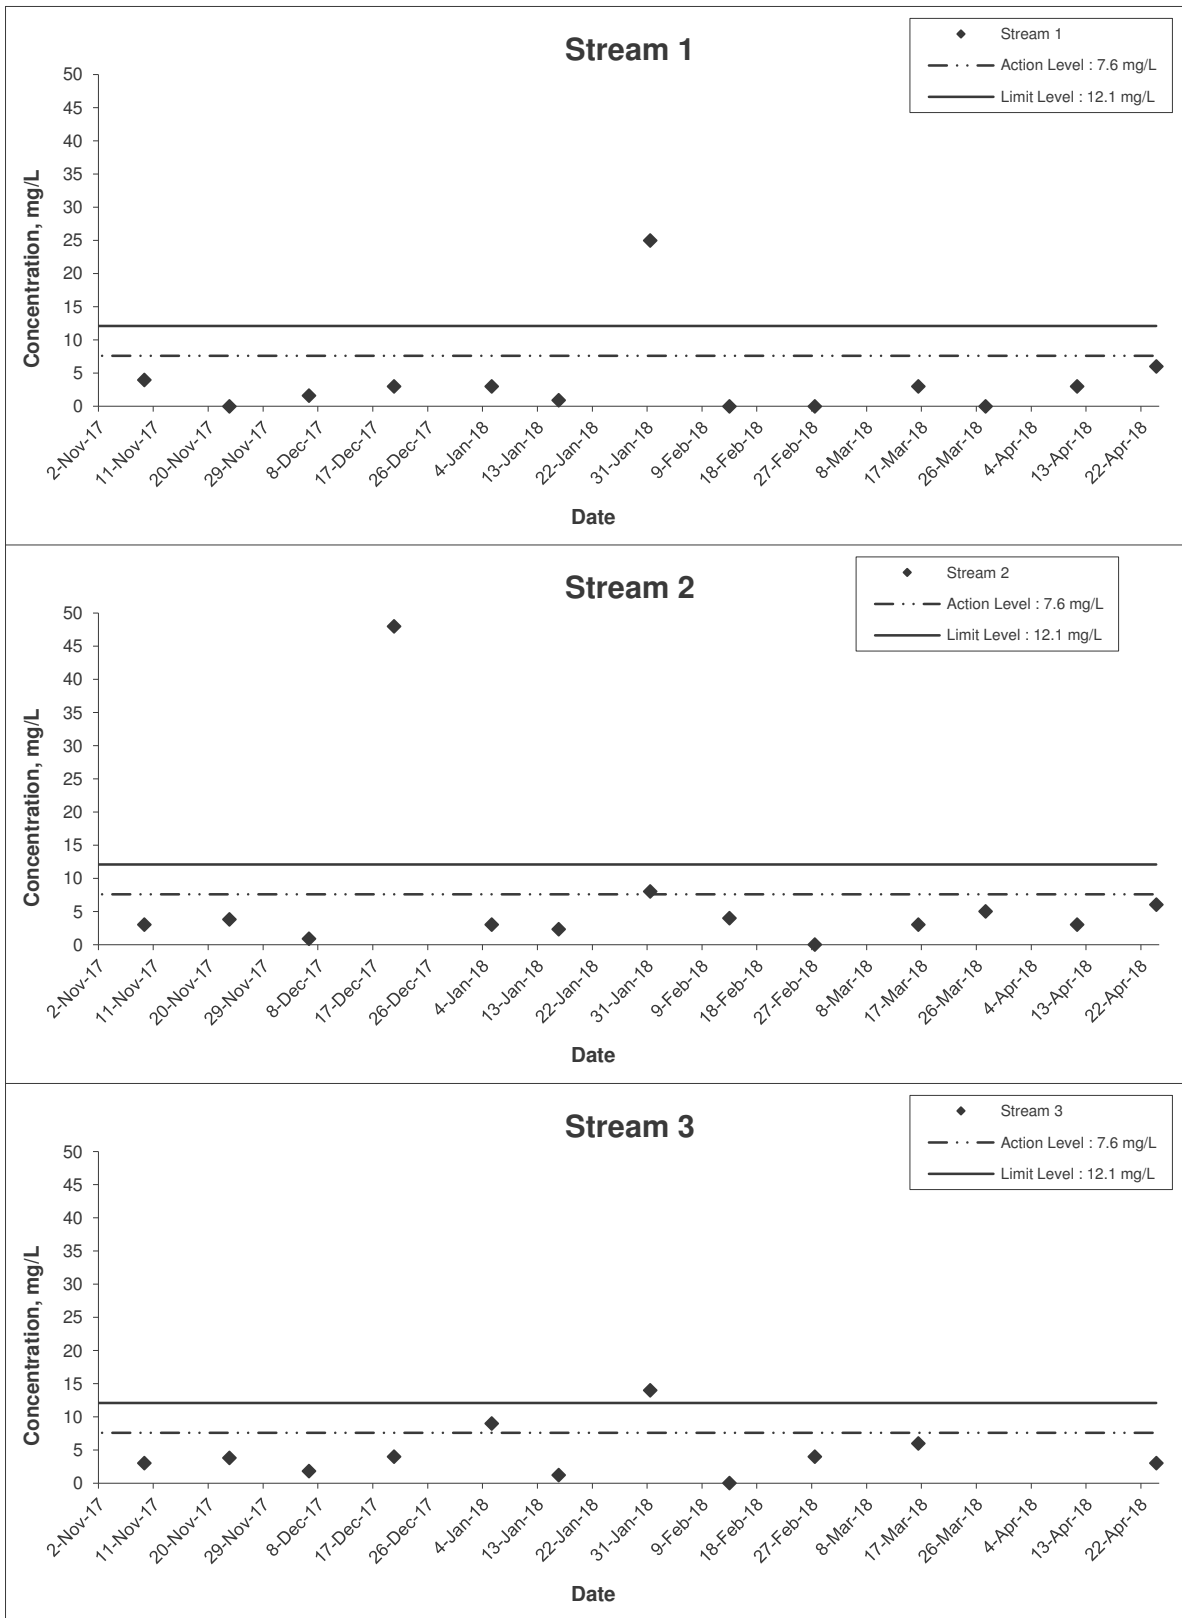 Stream 1
Stream 1
Action Level : 7.6 mg/L
Limit Level : 12.1 mg/L
Concentration, mg/L
50
45
40
35
30
25
20
15
10
5
0
2-Nov-17
11-Nov-17
20-Nov-17
29-Nov-17
8-Dec-17
17-Dec-17
26-Dec-17
4-Jan-18
13-Jan-18
22-Jan-18
31-Jan-18
9-Feb-18
18-Feb-18
27-Feb-18
8-Mar-18
17-Mar-18
26-Mar-18
4-Apr-18
13-Apr-18
22-Apr-18
Date
Stream 2
Stream 2
Action Level : 7.6 mg/L
Limit Level : 12.1 mg/L
Concentration, mg/L
50
45
40
35
30
25
20
15
10
5
0
2-Nov-17
11-Nov-17
20-Nov-17
29-Nov-17
8-Dec-17
17-Dec-17
26-Dec-17
4-Jan-18
13-Jan-18
22-Jan-18
31-Jan-18
9-Feb-18
18-Feb-18
27-Feb-18
8-Mar-18
17-Mar-18
26-Mar-18
4-Apr-18
13-Apr-18
22-Apr-18
Date
Stream 3
Stream 3
Action Level : 7.6 mg/L
Limit Level : 12.1 mg/L
Concentration, mg/L
50
45
40
35
30
25
20
15
10
5
0
2-Nov-17
11-Nov-17
20-Nov-17
29-Nov-17
8-Dec-17
17-Dec-17
26-Dec-17
4-Jan-18
13-Jan-18
22-Jan-18
31-Jan-18
9-Feb-18
18-Feb-18
27-Feb-18
8-Mar-18
17-Mar-18
26-Mar-18
4-Apr-18
13-Apr-18
22-Apr-18
Date